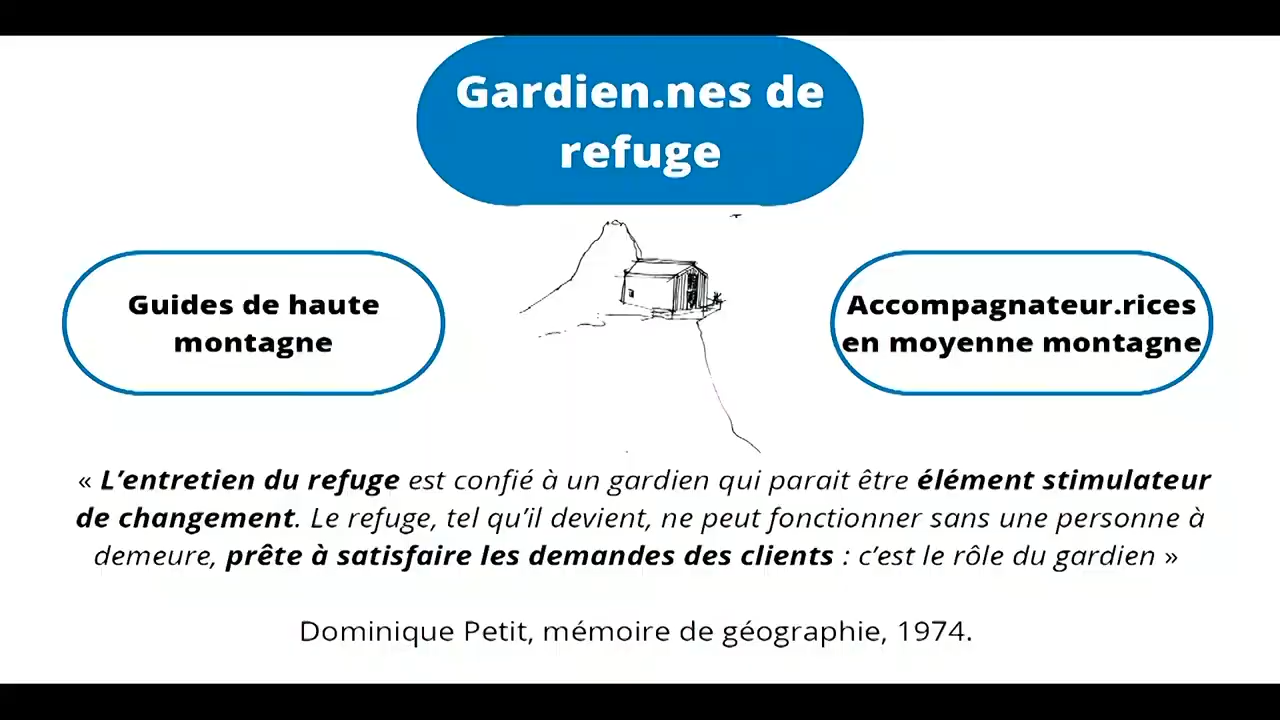 Gardien.nes de
refuge
Guides de haute
montagne
Accompagnateur.rices
en moyenne montagne
« L’entretien du refuge est confié à un gardien qui parait être élément stimulateur
de changement. Le refuge, tel qu’il devient, ne peut fonctionner sans une personne à
demeure, prête à satisfaire les demandes des clients : c’est le rôle du gardien »
Dominique Petit, mémoire de géographie, 1974.